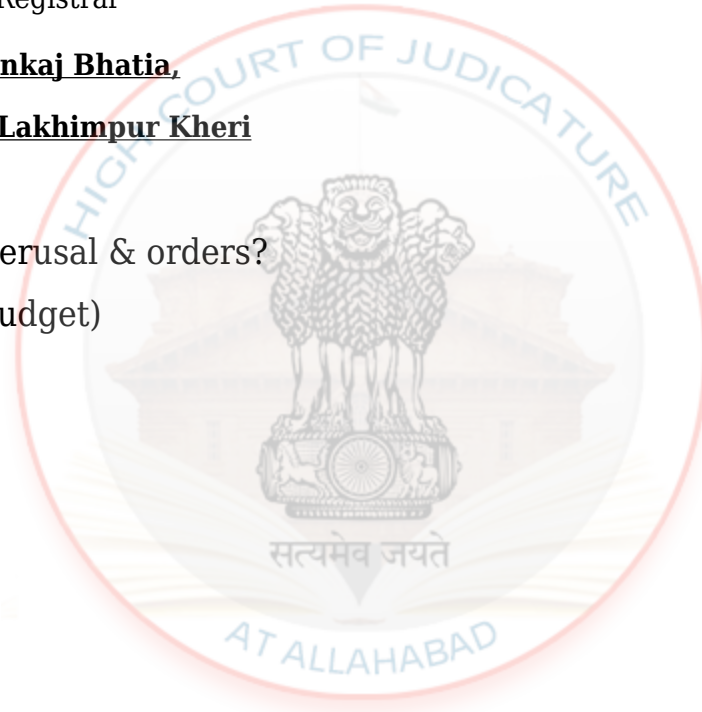 Registrar
nkaj Bhatia,
Lakhimpur Kheri
erusal & orders?
udget)
HIGH COURT OF JUDICATURE
सत्यमेव जयते
AT ALLAHABAD